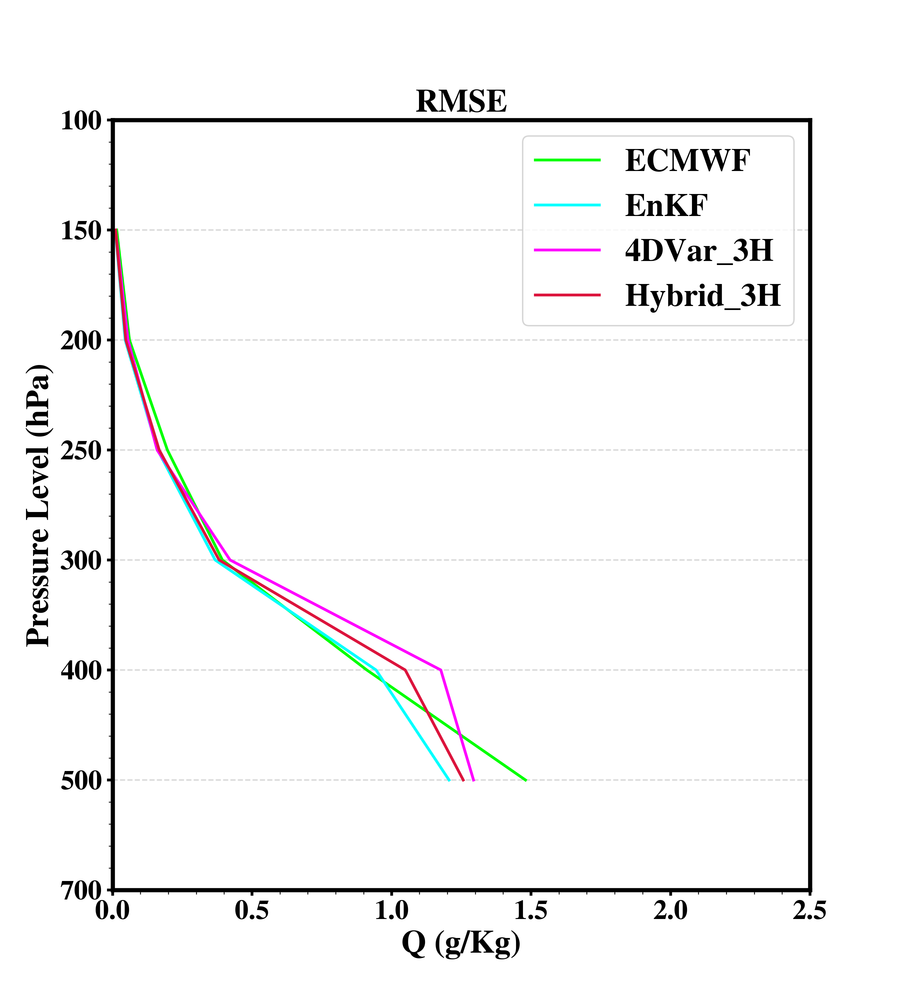 RMSE
100
150
200
250
300
400
500
700
Pressure Level (hPa)
ECMWF
EnKF
4DVar_3H
Hybrid_3H
0.0 0.5 1.0 1.5 2.0 2.5
Q (g/Kg)